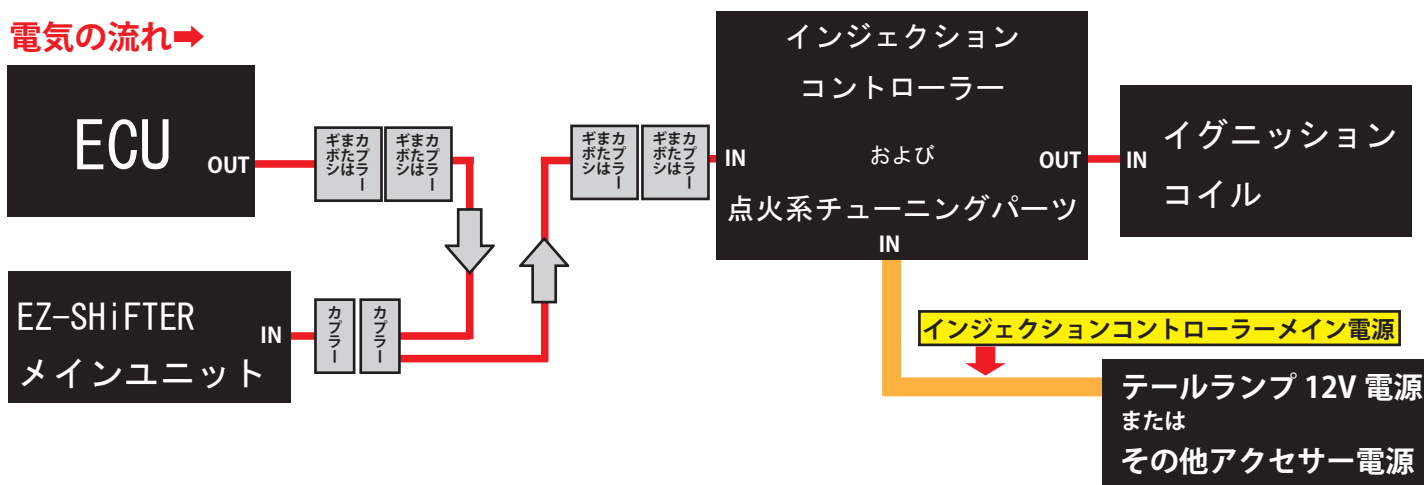 電気の流れ➡
ECU
OUT
カプラー
または
ギボシ
カプラー
または
ギボシ
カプラー
または
ギボシ
カプラー
または
ギボシ
IN
インジェクション
コントローラー
および
点火系チューニングパーツ
OUT
IN
IN
イグニッション
コイル
EZ-SHiFTER
メインユニット
IN
カプラー
カプラー
インジェクションコントローラーメイン電源
テールランプ 12V 電源
または
その他アクセサー電源